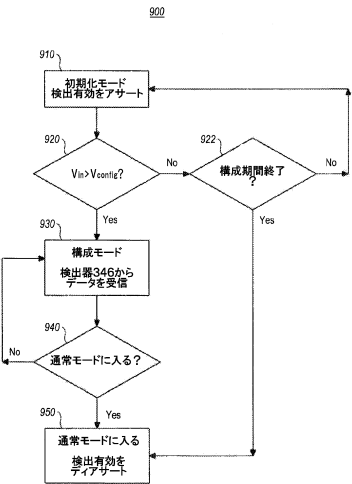 900
910
初期化モード
検出有効をアサート
920
Vin>Vconfig?
No
922
構成期間終了
?
No
Yes
Yes
930
構成モード
検出器346から
データを受信
940
通常モードに入る?
No
Yes
950
通常モードに入る
検出有効を
ディアサート